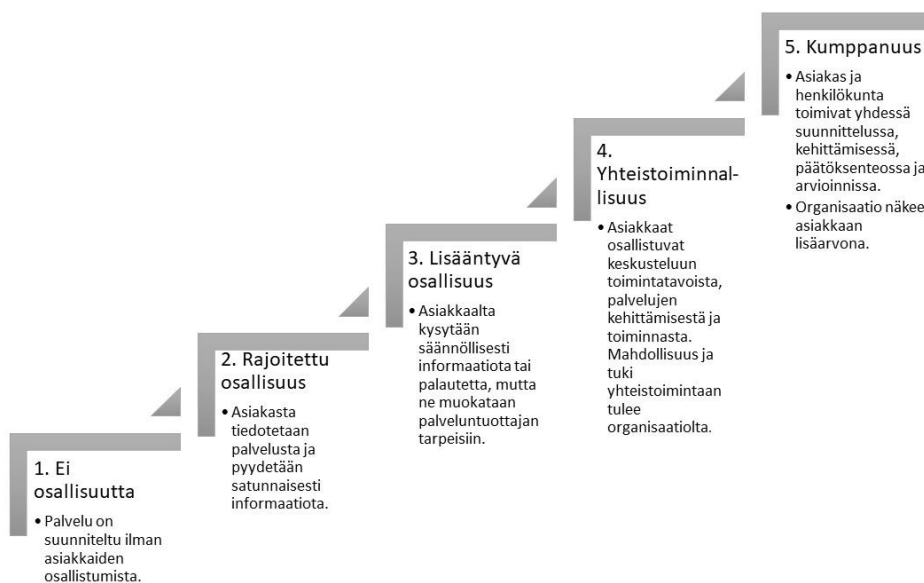 1. Ei
osallisuutta
• Palvelu on
suunniteltu ilman
asiakkaiden
osallistumista.
2. Rajoitettu
osallisuus
• Asiakasta
tiedotetaan
palvelusta ja
pyydetään
satunnaisesti
informaatiota.
3. Lisääntyvä
osallisuus
• Asiakkaalta
kysytään
säännöllisesti
informaatiota tai
palautetta, mutta
ne muokataan
palveluntuottajan
tarpeisiin.
4.
Yhteistoiminnal-
lisuus
• Asiakkaat
osallistuvat
keskusteluun
toimintatavoista,
palvelujen
kehittämisestä ja
toiminnasta.
Mahdollisuus ja
tuki
yhteistoimintaan
tulee
organisaatiolta.
5. Kumppanuus
• Asiakas ja
henkilökunta
toimivat yhdessä
suunnittelussa,
kehittämisessä,
päätöksenteossa ja
arvioinnissa.
• Organisaatio näkee
asiakkaan
lisäarvona.